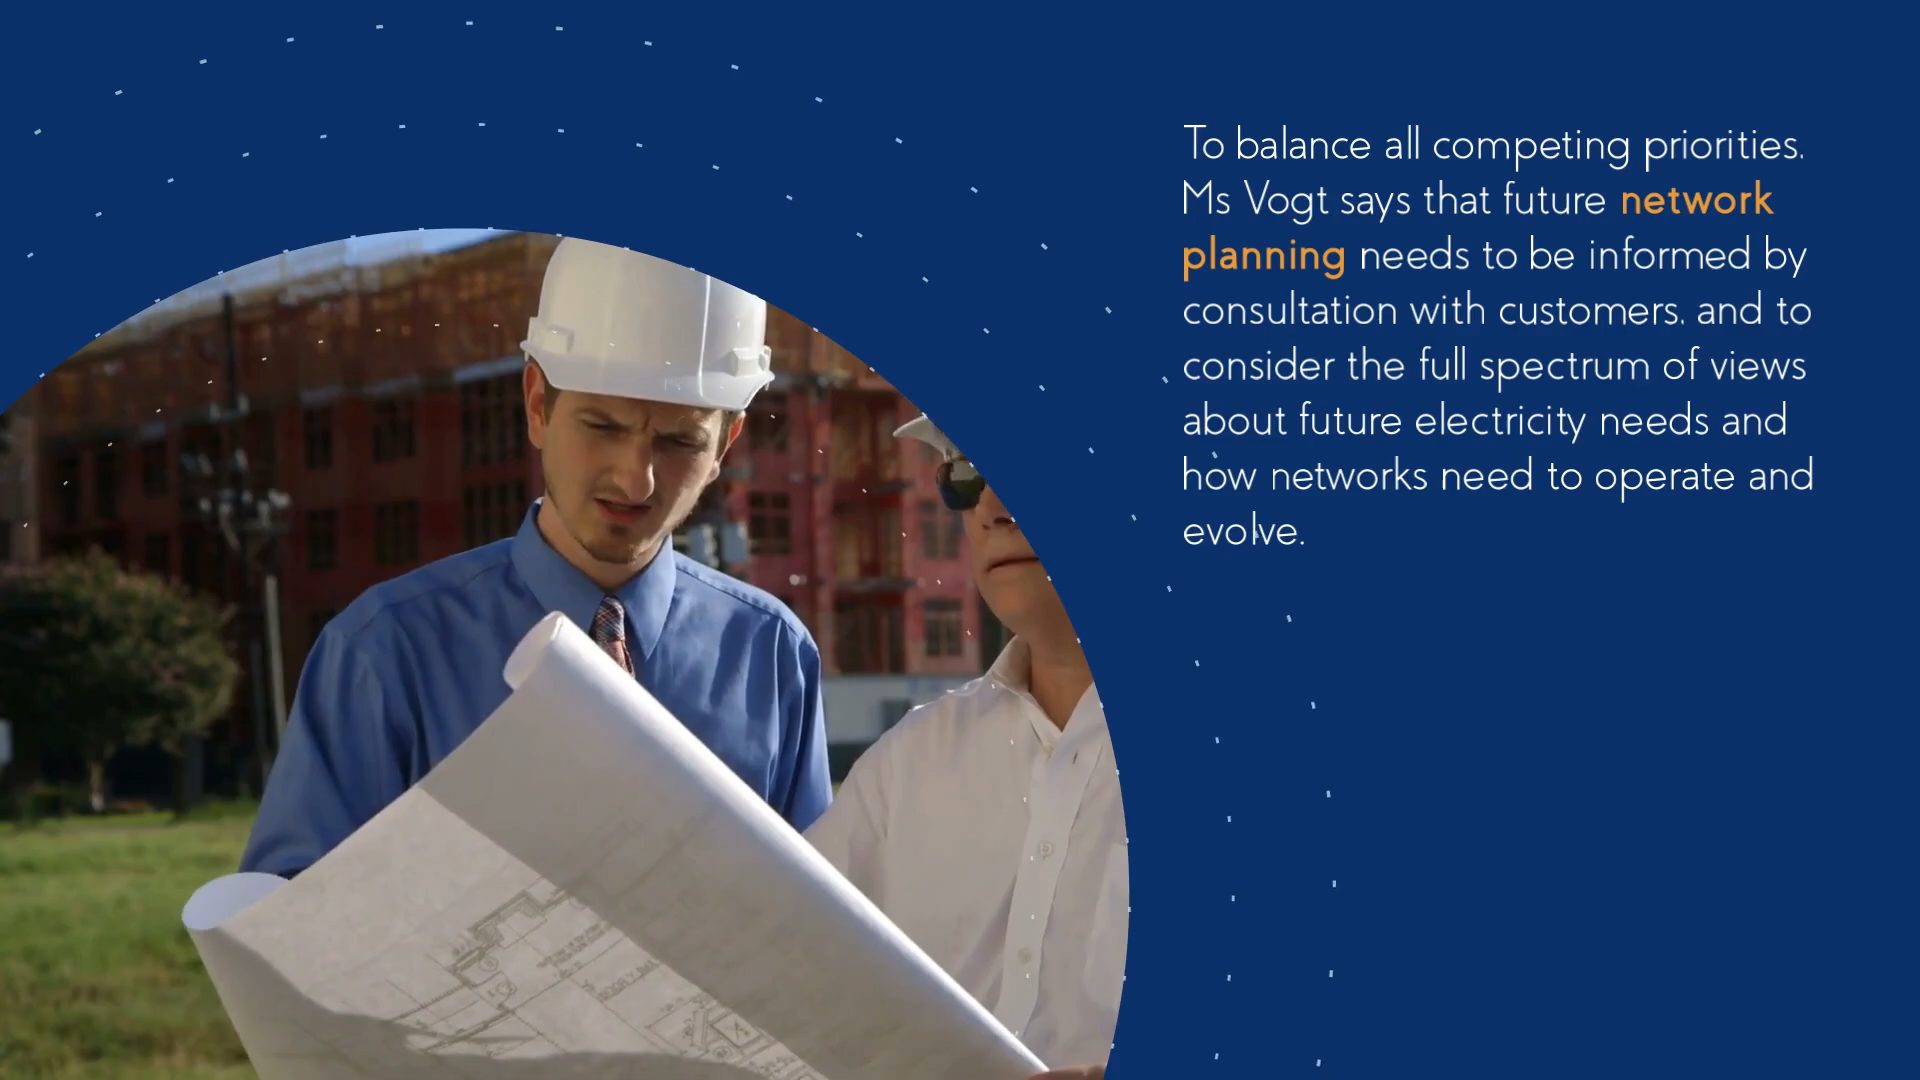 To balance all competing priorities,
Ms Vogt says that future network
planning needs to be informed by
consultation with customers, and to
consider the full spectrum of views
about future electricity needs and
how networks need to operate and
evolve.